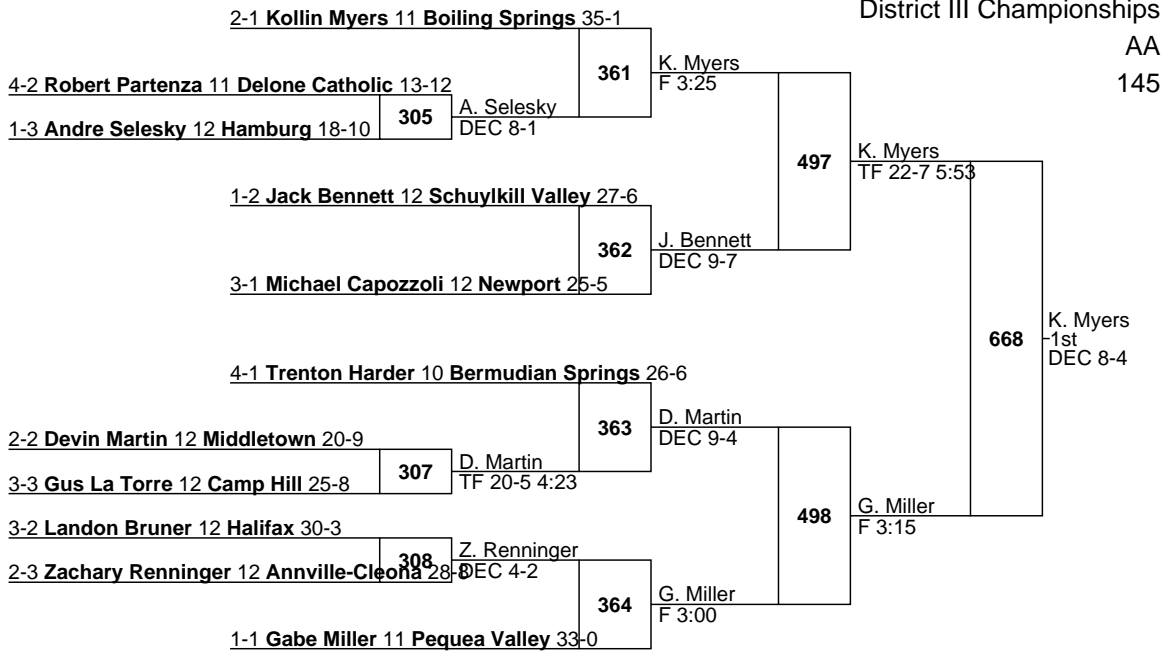 District III Championships
AA
145
2-1 Kollin Myers 11 Boiling Springs 35-1
361
K. Myers
F 3:25
4-2 Robert Partenza 11 Delone Catholic 13-12
305
A. Selesky
DEC 8-1
1-3 Andre Selesky 12 Hamburg 18-10
497
K. Myers
TF 22-7 5:53
1-2 Jack Bennett 12 Schuylkill Valley 27-6
362
J. Bennett
DEC 9-7
3-1 Michael Capozzoli 12 Newport 25-5
668
K. Myers
1st
DEC 8-4
4-1 Trenton Harder 10 Bermudian Springs 26-6
363
D. Martin
DEC 9-4
2-2 Devin Martin 12 Middletown 20-9
307
D. Martin
TF 20-5 4:23
3-3 Gus La Torre 12 Camp Hill 25-8
498
G. Miller
F 3:15
3-2 Landon Bruner 12 Halifax 30-3
308
Z. Renninger
DEC 4-2
2-3 Zachary Renninger 12 Annville-Cleona 28-8
364
G. Miller
F 3:00
1-1 Gabe Miller 11 Pequea Valley 33-0